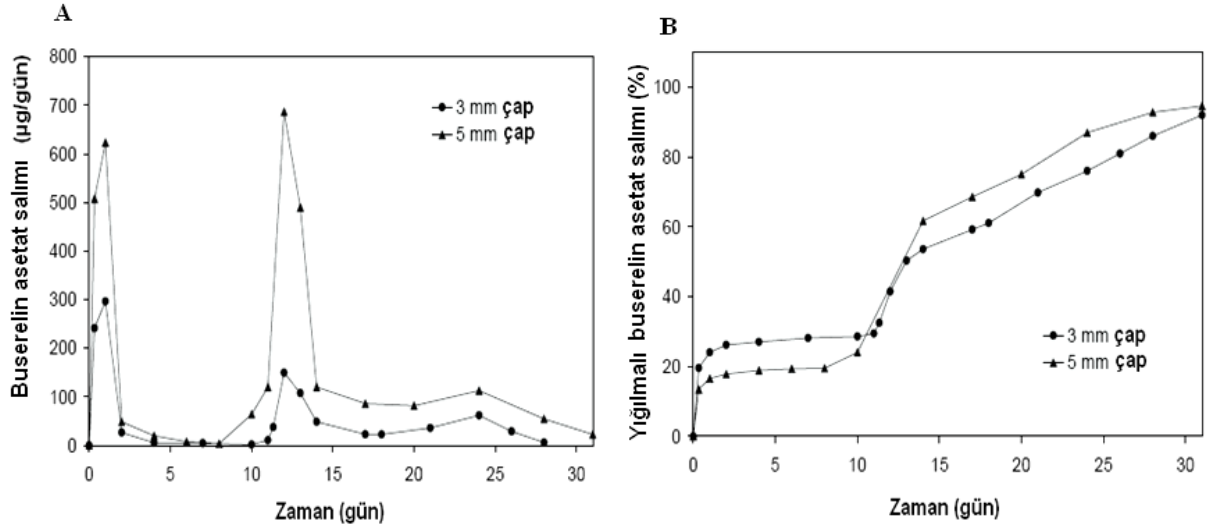 A
Buserelin asetat salımı (µg/gün)
800
700
600
500
400
300
200
100
0
0 5 10 15 20 25 30
Zaman (gün)
3 mm çap
5 mm çap
B
Yığılmalı buserelin asetat salımı (%)
100
80
60
40
20
0
0 5 10 15 20 25 30
Zaman (gün)
3 mm çap
5 mm çap